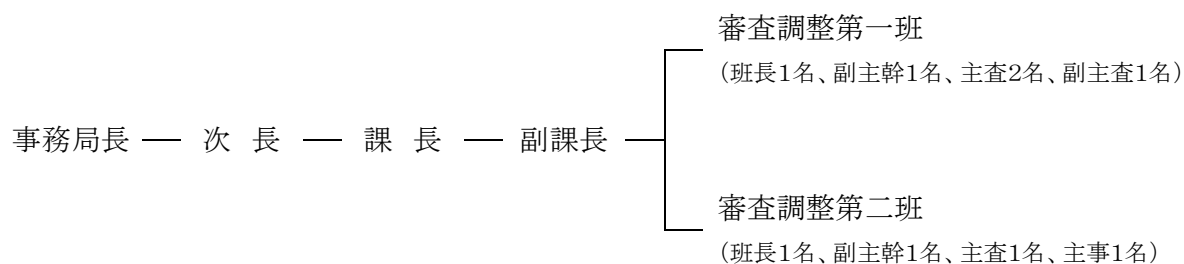 審査調整第一班
(班長1名、副主幹1名、主査2名、副主査1名)
事務局長 ― 次 長 ― 課 長 ― 副課長
審査調整第二班
(班長1名、副主幹1名、主査1名、主事1名)